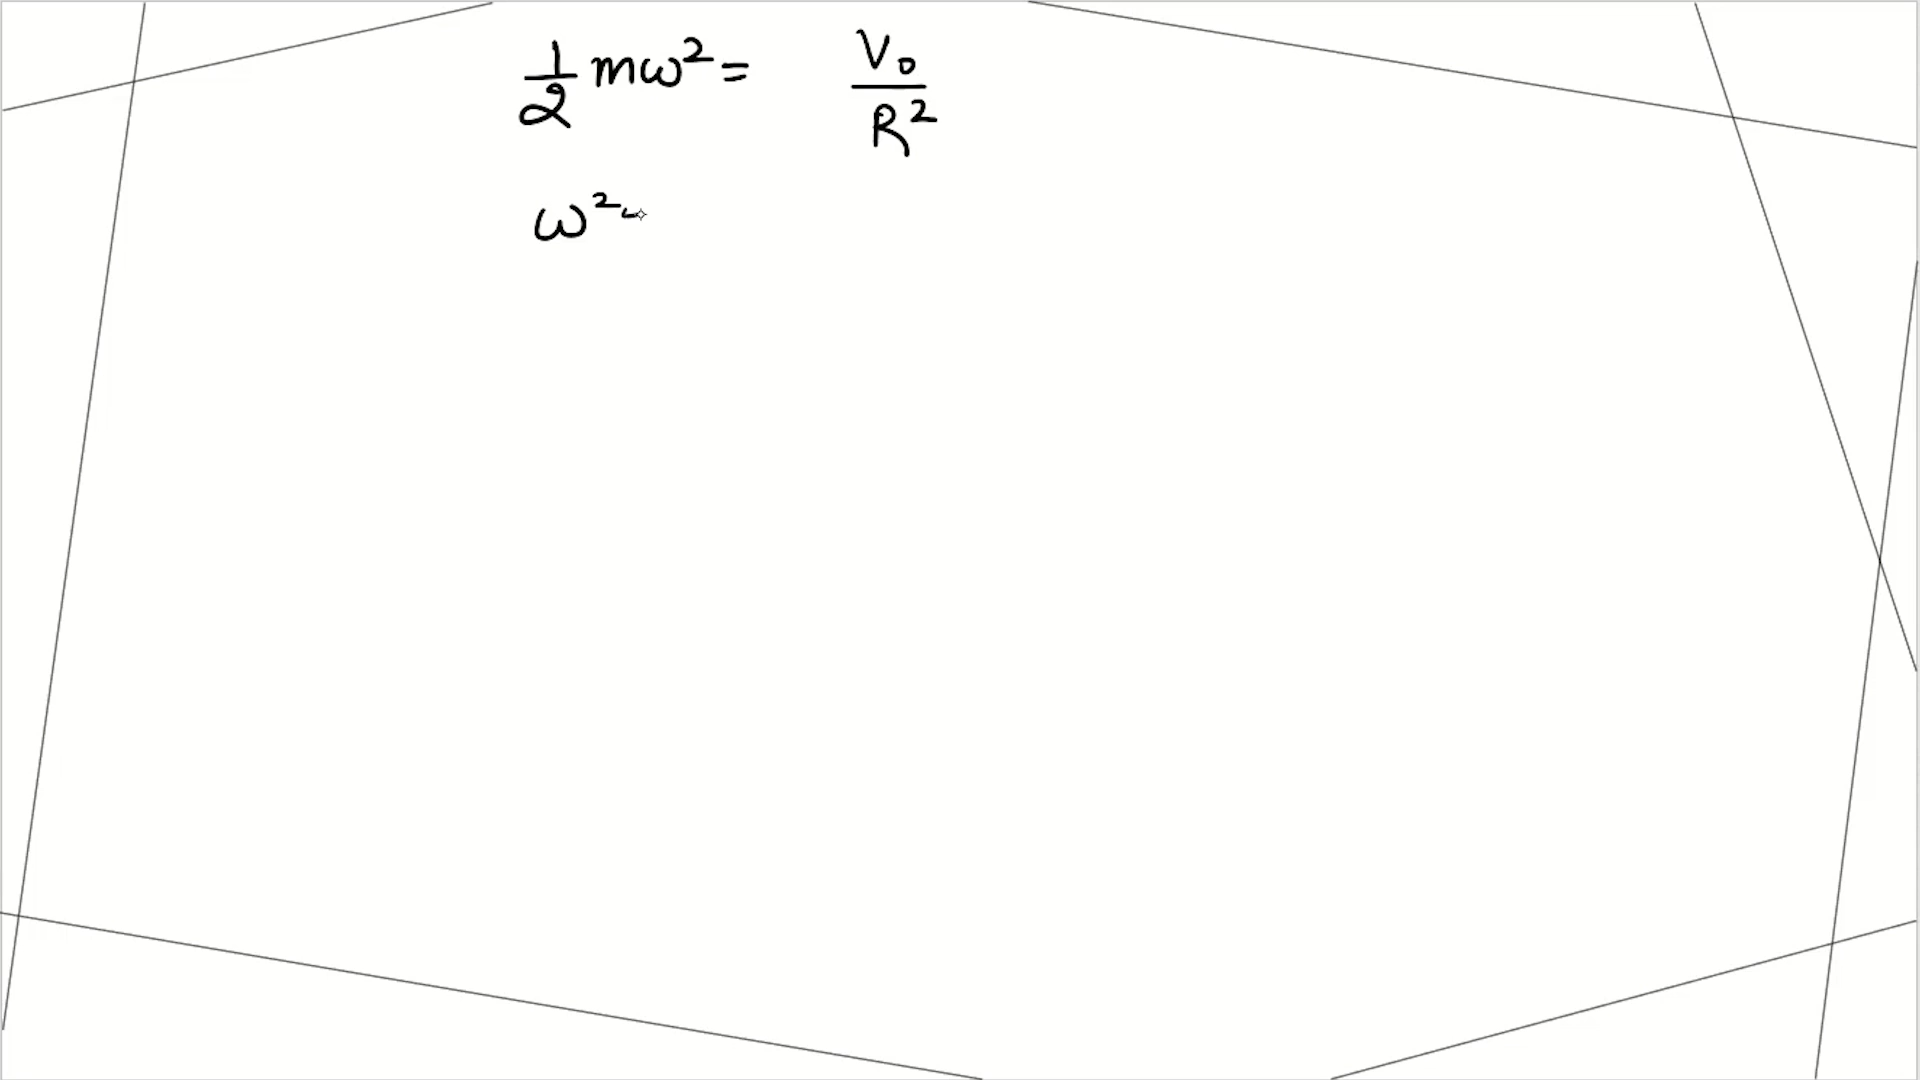 ½ mω² = V₀/R²
ω²